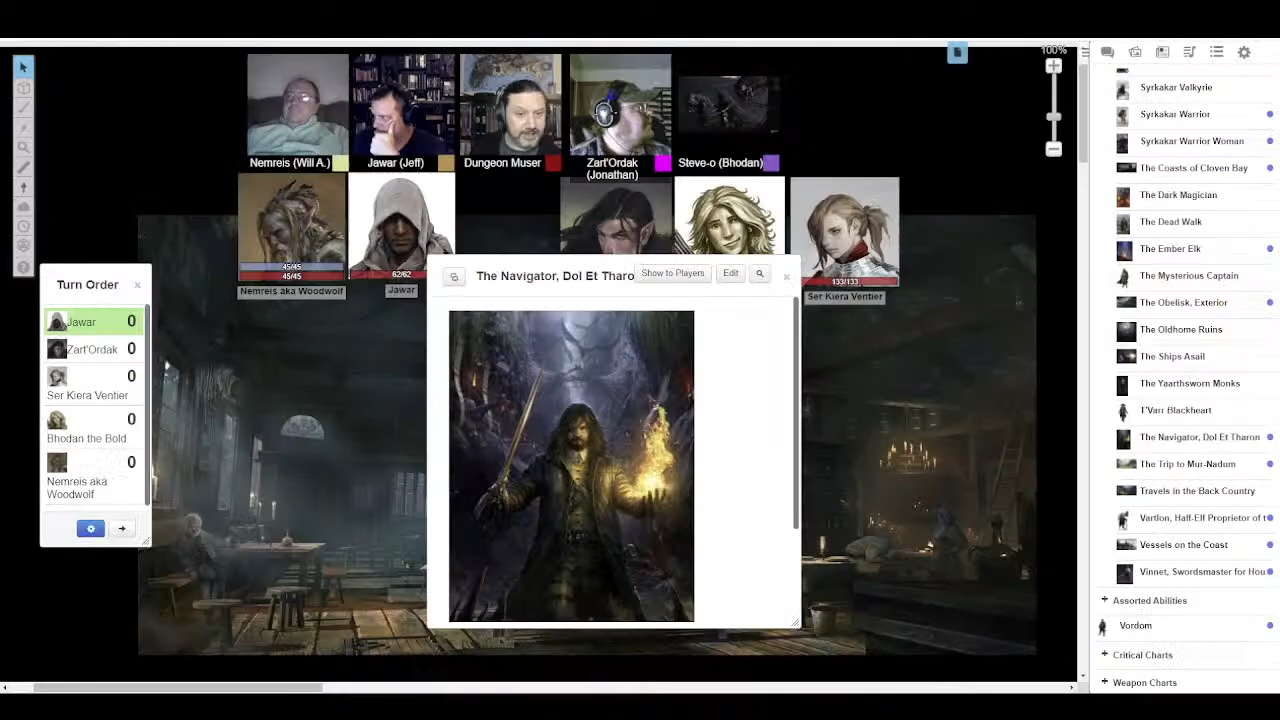 100%
Nemreis (Will A.)
Jawar (Jeff)
Dungeon Muser
Zart'Ordak
(Jonathan)
Steve-o (Bhodan)
45/45
45/45
Nemreis aka Woodwolf
62/62
Jawar
133/133
Ser Kiera Ventier
Turn Order
Jawar 0
Zart'Ordak 0
0
Ser Kiera Ventier
0
Bhodan the Bold
0
Nemreis aka
Woodwolf
The Navigator, Dol Et Tharo
Show to Players
Edit
Syrkakar Valkyrie
Syrkakar Warrior
Syrkakar Warrior Woman
The Coasts of Cloven Bay
The Dark Magician
The Dead Walk
The Ember Elk
The Mysterious Captain
The Obelisk, Exterior
The Oldhome Ruins
The Ships Asail
The Yaarthsworn Monks
T'Varr Blackheart
The Navigator, Dol Et Tharon
The Trip to Mur-Nadum
Travels in the Back Country
Vartlon, Half-Elf Proprietor of t
Vessels on the Coast
Vinnet, Swordsmaster for Hou
Assorted Abilities
Vordom
Critical Charts
Weapon Charts